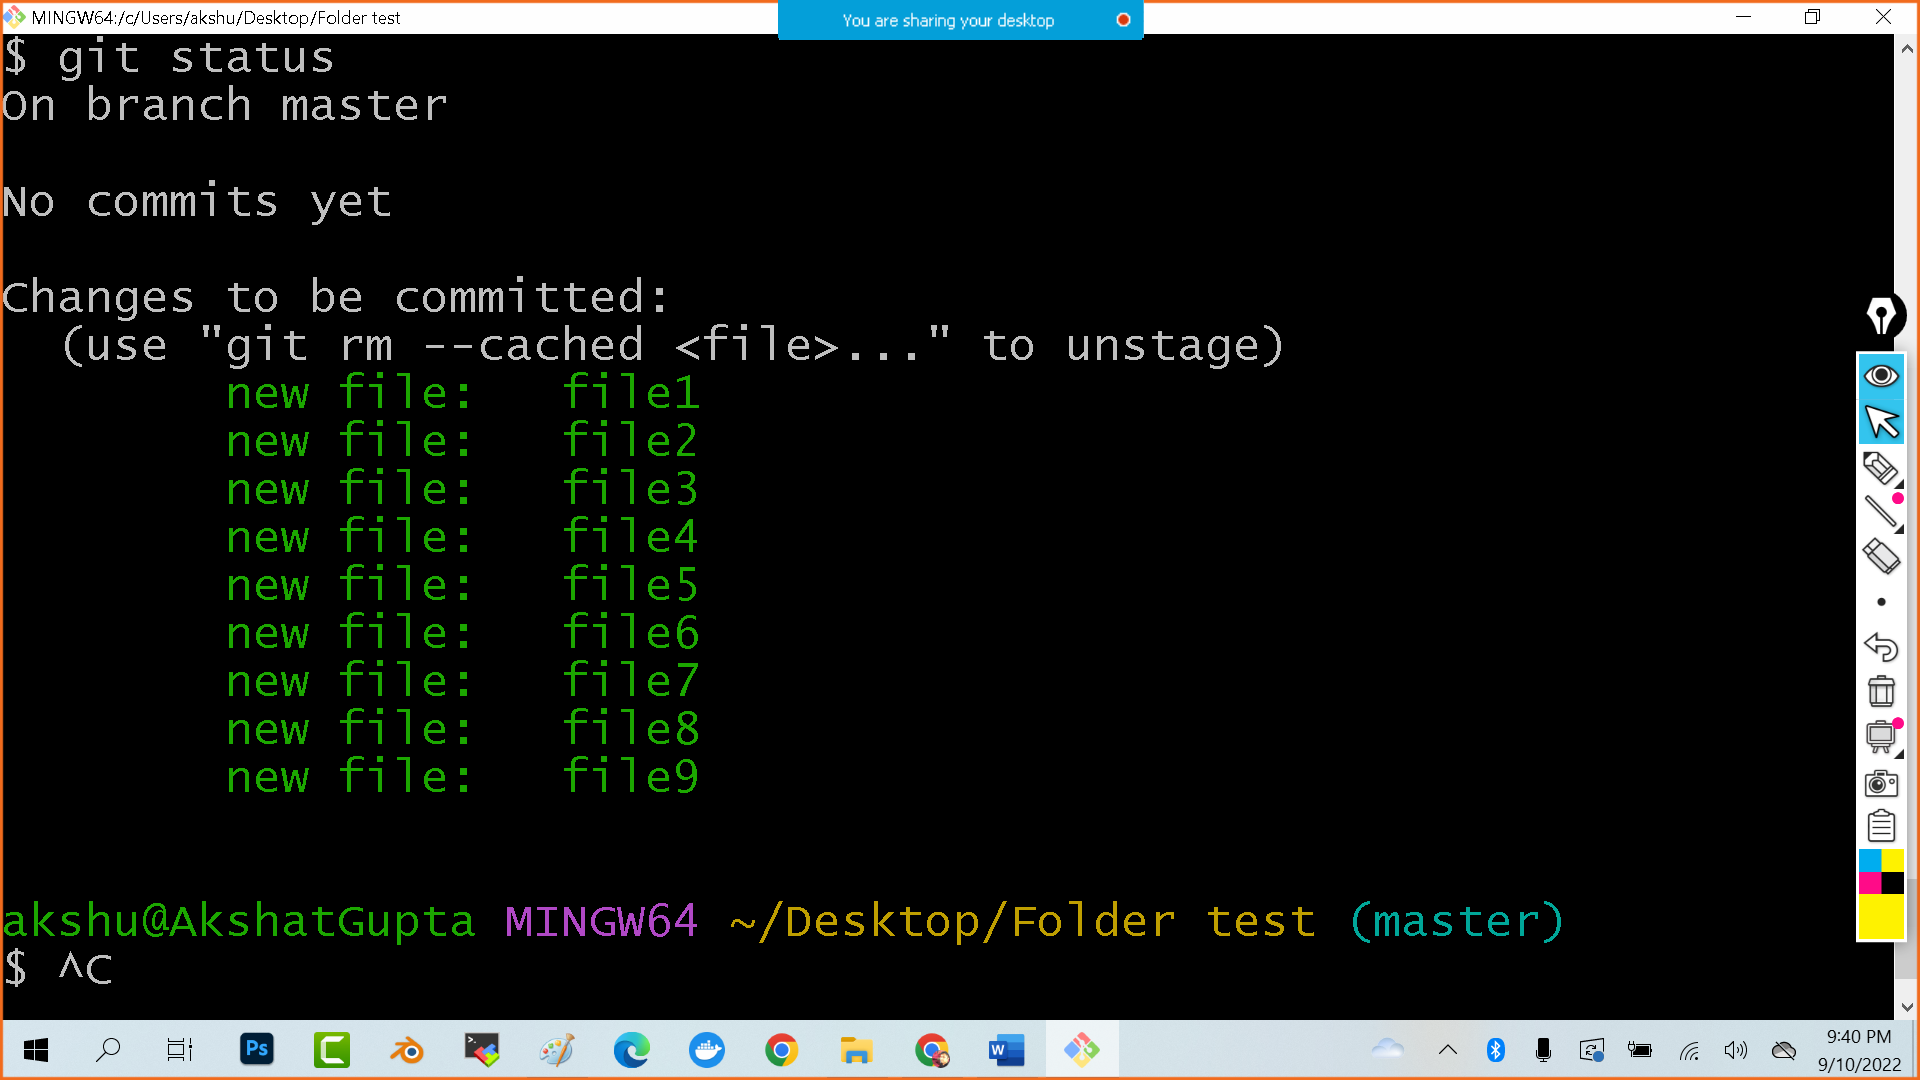 MINGW64:/c/Users/akshu/Desktop/Folder test
You are sharing your desktop
$ git status
On branch master
No commits yet
Changes to be committed:
(use "git rm --cached <file>..." to unstage)
new file: file1
new file: file2
new file: file3
new file: file4
new file: file5
new file: file6
new file: file7
new file: file8
new file: file9
akshu@AkshatGupta MINGW64 ~/Desktop/Folder test (master)
$ ^C
Ps
9:40 PM
9/10/2022